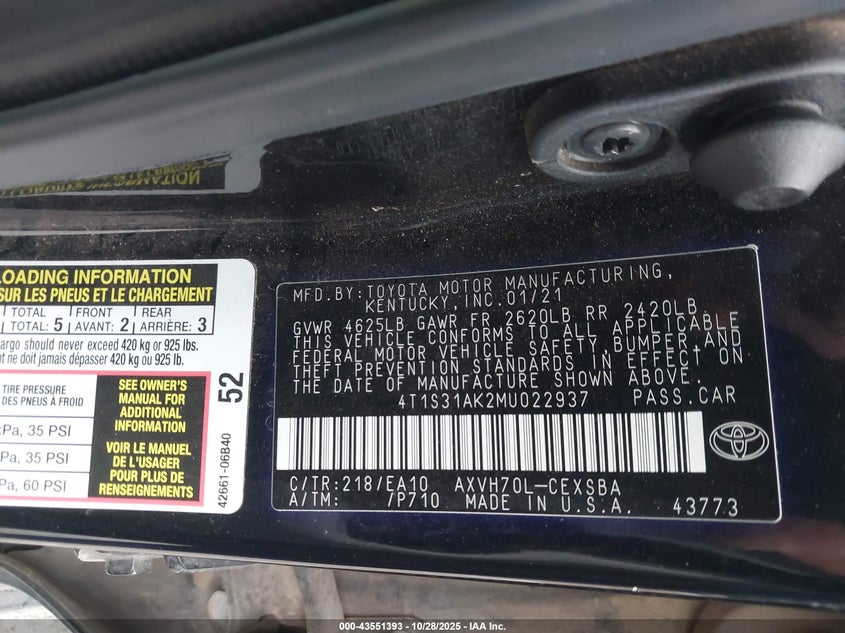 LOADING INFORMATION
SUR LES PNEUS ET LE CHARGEMENT
TOTAL FRONT REAR
TOTAL: 5 AVANT: 2 ARRIÈRE: 3
should never exceed 420 kg or 925 lbs.
ne doit jamais dépasser 420 kg ou 925 lb.
TIRE PRESSURE
DES PNEUS À FROID
35 PSI
35 PSI
60 PSI
SEE OWNER'S
MANUAL FOR
ADDITIONAL
INFORMATION
VOIR LE MANUEL
DE L'USAGER
POUR PLUS DE
RENSEIGNEMENTS
52
42661-06B40
MFD. BY: TOYOTA MOTOR MANUFACTURING,
KENTUCKY, INC. 01/21
GVWR 4625LB GAWR FR 2620LB RR 2420LB
THIS VEHICLE CONFORMS TO ALL APPLICABLE
FEDERAL MOTOR VEHICLE SAFETY, BUMPER, AND
THEFT PREVENTION STANDARDS IN EFFECT ON
THE DATE OF MANUFACTURE SHOWN ABOVE.
4T1S31AK2MU022937 PASS. CAR
C/TR: 218/EA10 AXVH70L-CEXSBA
A/TM: /P710 MADE IN U.S.A. 43773
000-43551393 - 10/28/2025 - IAA Inc.